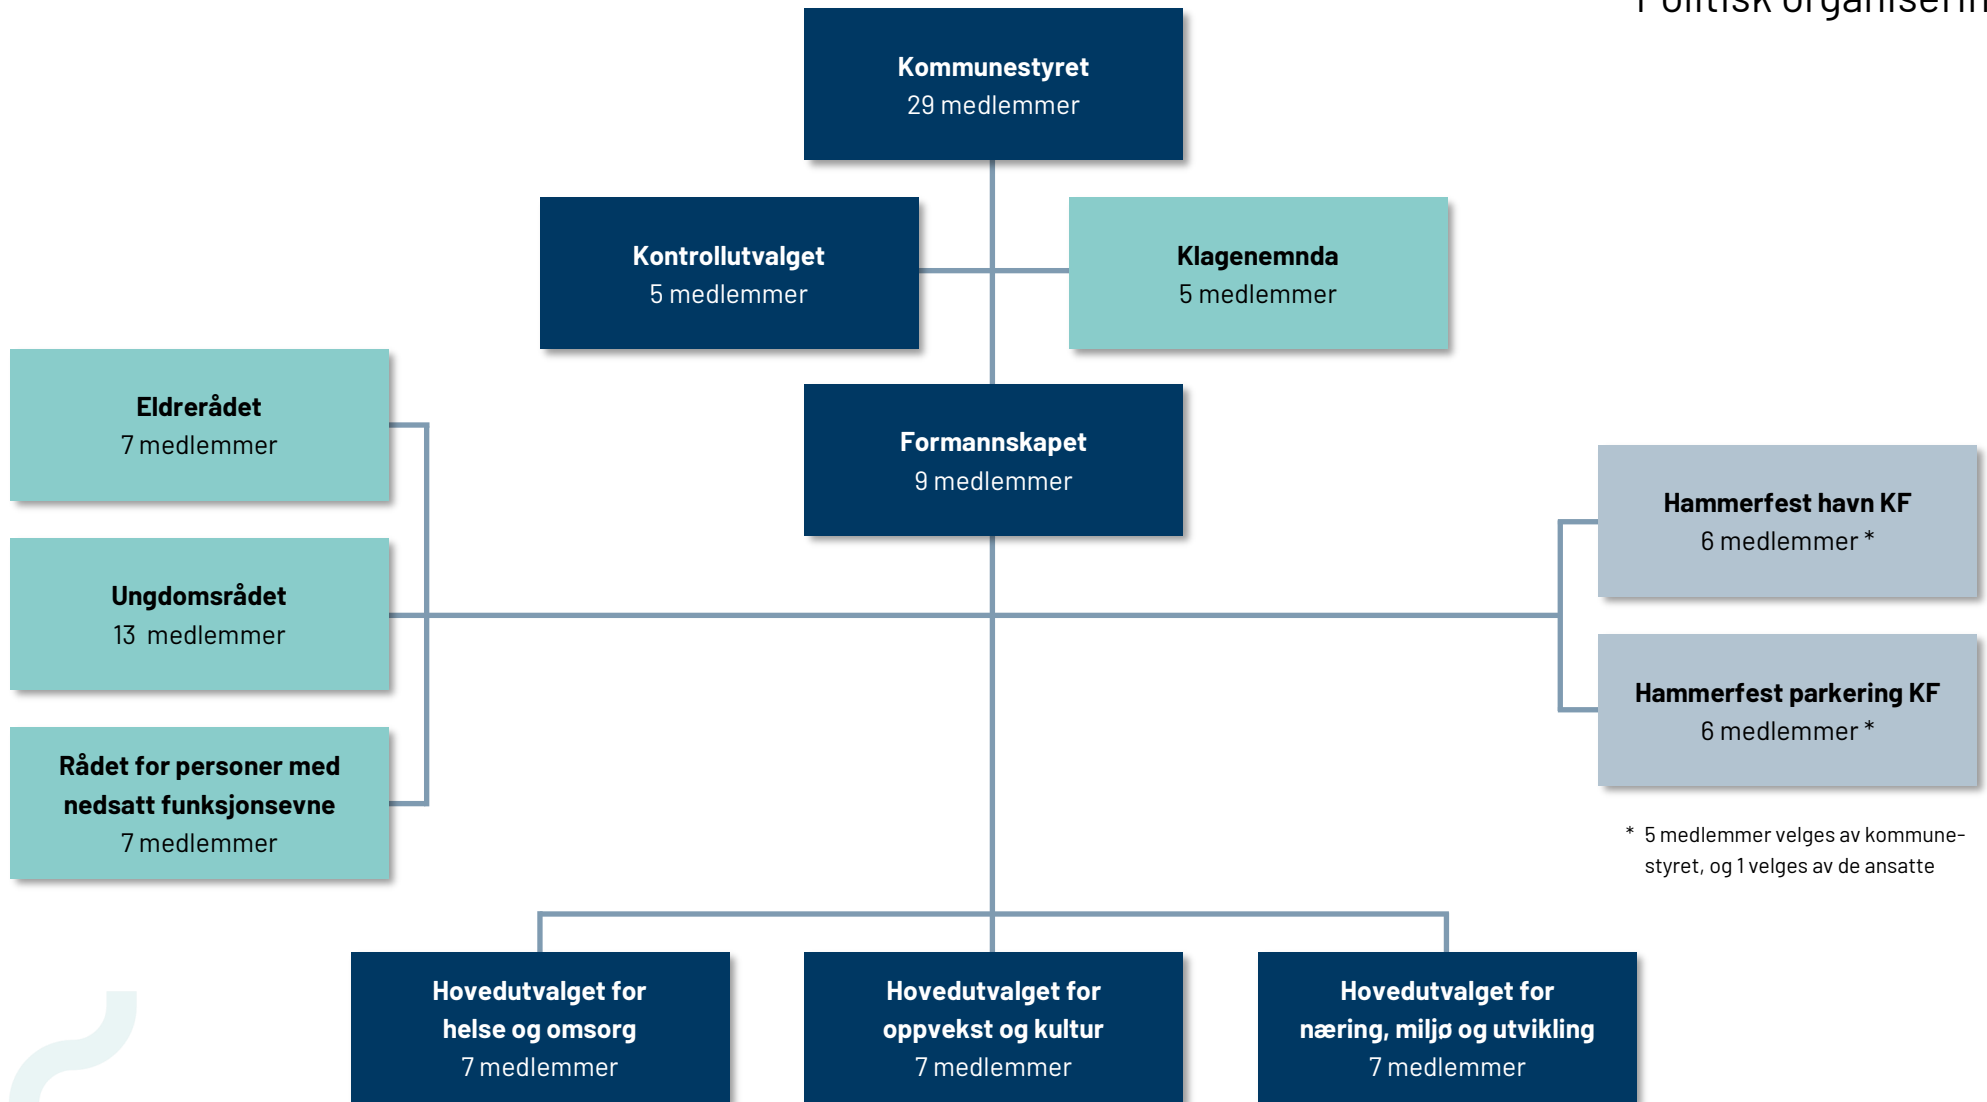 Politisk organiserin
Kommunestyret
29 medlemmer
Kontrollutvalget
5 medlemmer
Klagenemnda
5 medlemmer
Eldrerådet
7 medlemmer
Formannskapet
9 medlemmer
Hammerfest havn KF
6 medlemmer *
Ungdomsrådet
13 medlemmer
Hammerfest parkering KF
6 medlemmer *
Rådet for personer med
nedsatt funksjonsevne
7 medlemmer
* 5 medlemmer velges av kommune-
styret, og 1 velges av de ansatte
Hovedutvalget for
helse og omsorg
7 medlemmer
Hovedutvalget for
oppvekst og kultur
7 medlemmer
Hovedutvalget for
næring, miljø og utvikling
7 medlemmer